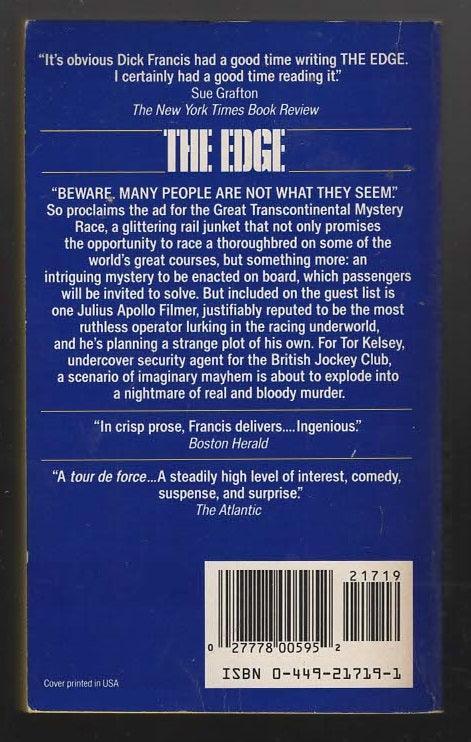 “It's obvious Dick Francis had a good time writing THE EDGE.
I certainly had a good time reading it.”
Sue Grafton
The New York Times Book Review
THE EDGE
“BEWARE. MANY PEOPLE ARE NOT WHAT THEY SEEM.”
So proclaims the ad for the Great Transcontinental Mystery
Race, a glittering rail junket that not only promises
the opportunity to race a thoroughbred on some of the
world's great courses, but something more: an
intriguing mystery to be enacted on board, which passengers
will be invited to solve. But included on the guest list is
one Julius Apollo Filmer, justifiably reputed to be the most
ruthless operator lurking in the racing underworld,
and he's planning a strange plot of his own. For Tor Kelsey,
undercover security agent for the British Jockey Club,
a scenario of imaginary mayhem is about to explode into
a nightmare of real and bloody murder.
“In crisp prose, Francis delivers....Ingenious.”
Boston Herald
“A tour de force...A steadily high level of interest, comedy,
suspense, and surprise.”
The Atlantic
21719
0 27778 00595 2
ISBN 0-449-21719-1
Cover printed in USA